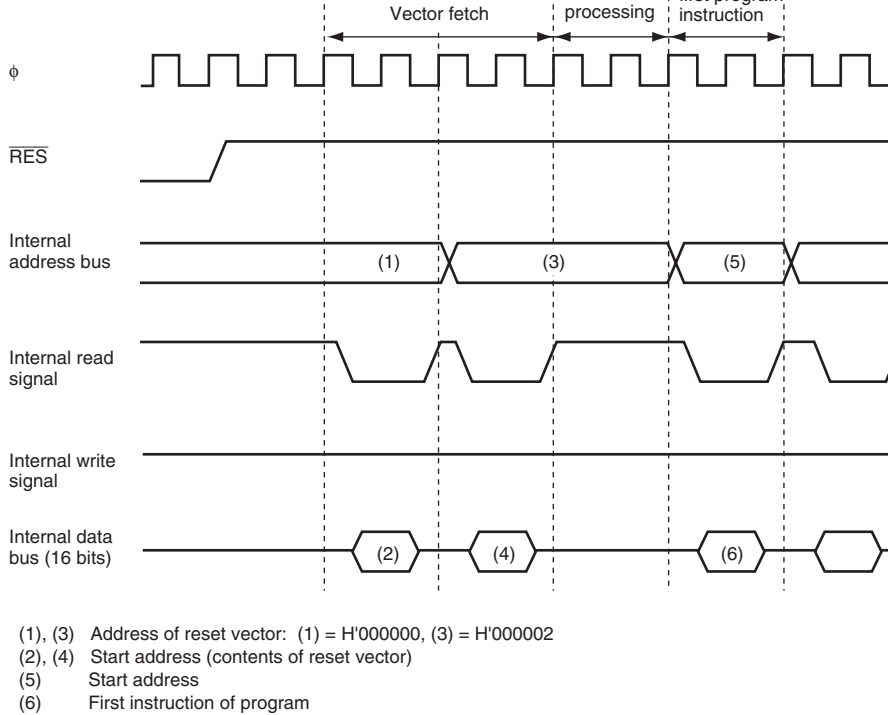 Vector fetch
processing
first program
instruction
ϕ
RES
Internal
address bus
(1)
(3)
(5)
Internal read
signal
Internal write
signal
Internal data
bus (16 bits)
(2)
(4)
(6)
(1), (3) Address of reset vector: (1) = H'000000, (3) = H'000002
(2), (4) Start address (contents of reset vector)
(5) Start address
(6) First instruction of program